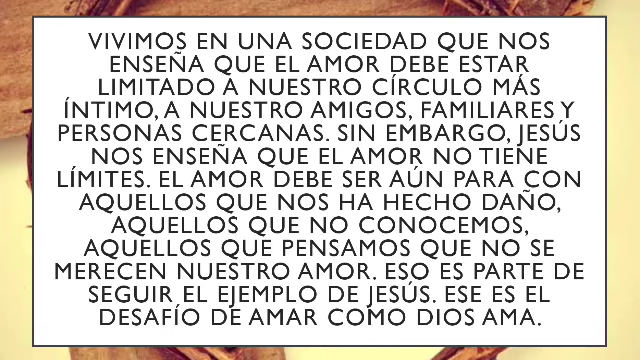 VIVIMOS EN UNA SOCIEDAD QUE NOS
ENSEÑA QUE EL AMOR DEBE ESTAR
LIMITADO A NUESTRO CÍRCULO MÁS
ÍNTIMO, A NUESTRO AMIGOS, FAMILIARES Y
PERSONAS CERCANAS. SIN EMBARGO, JESÚS
NOS ENSEÑA QUE EL AMOR NO TIENE
LÍMITES. EL AMOR DEBE SER AÚN PARA CON
AQUELLOS QUE NOS HA HECHO DAÑO,
AQUELLOS QUE NO CONOCEMOS,
AQUELLOS QUE PENSAMOS QUE NO SE
MERECEN NUESTRO AMOR. ESO ES PARTE DE
SEGUIR EL EJEMPLO DE JESÚS. ESE ES EL
DESAFÍO DE AMAR COMO DIOS AMA.